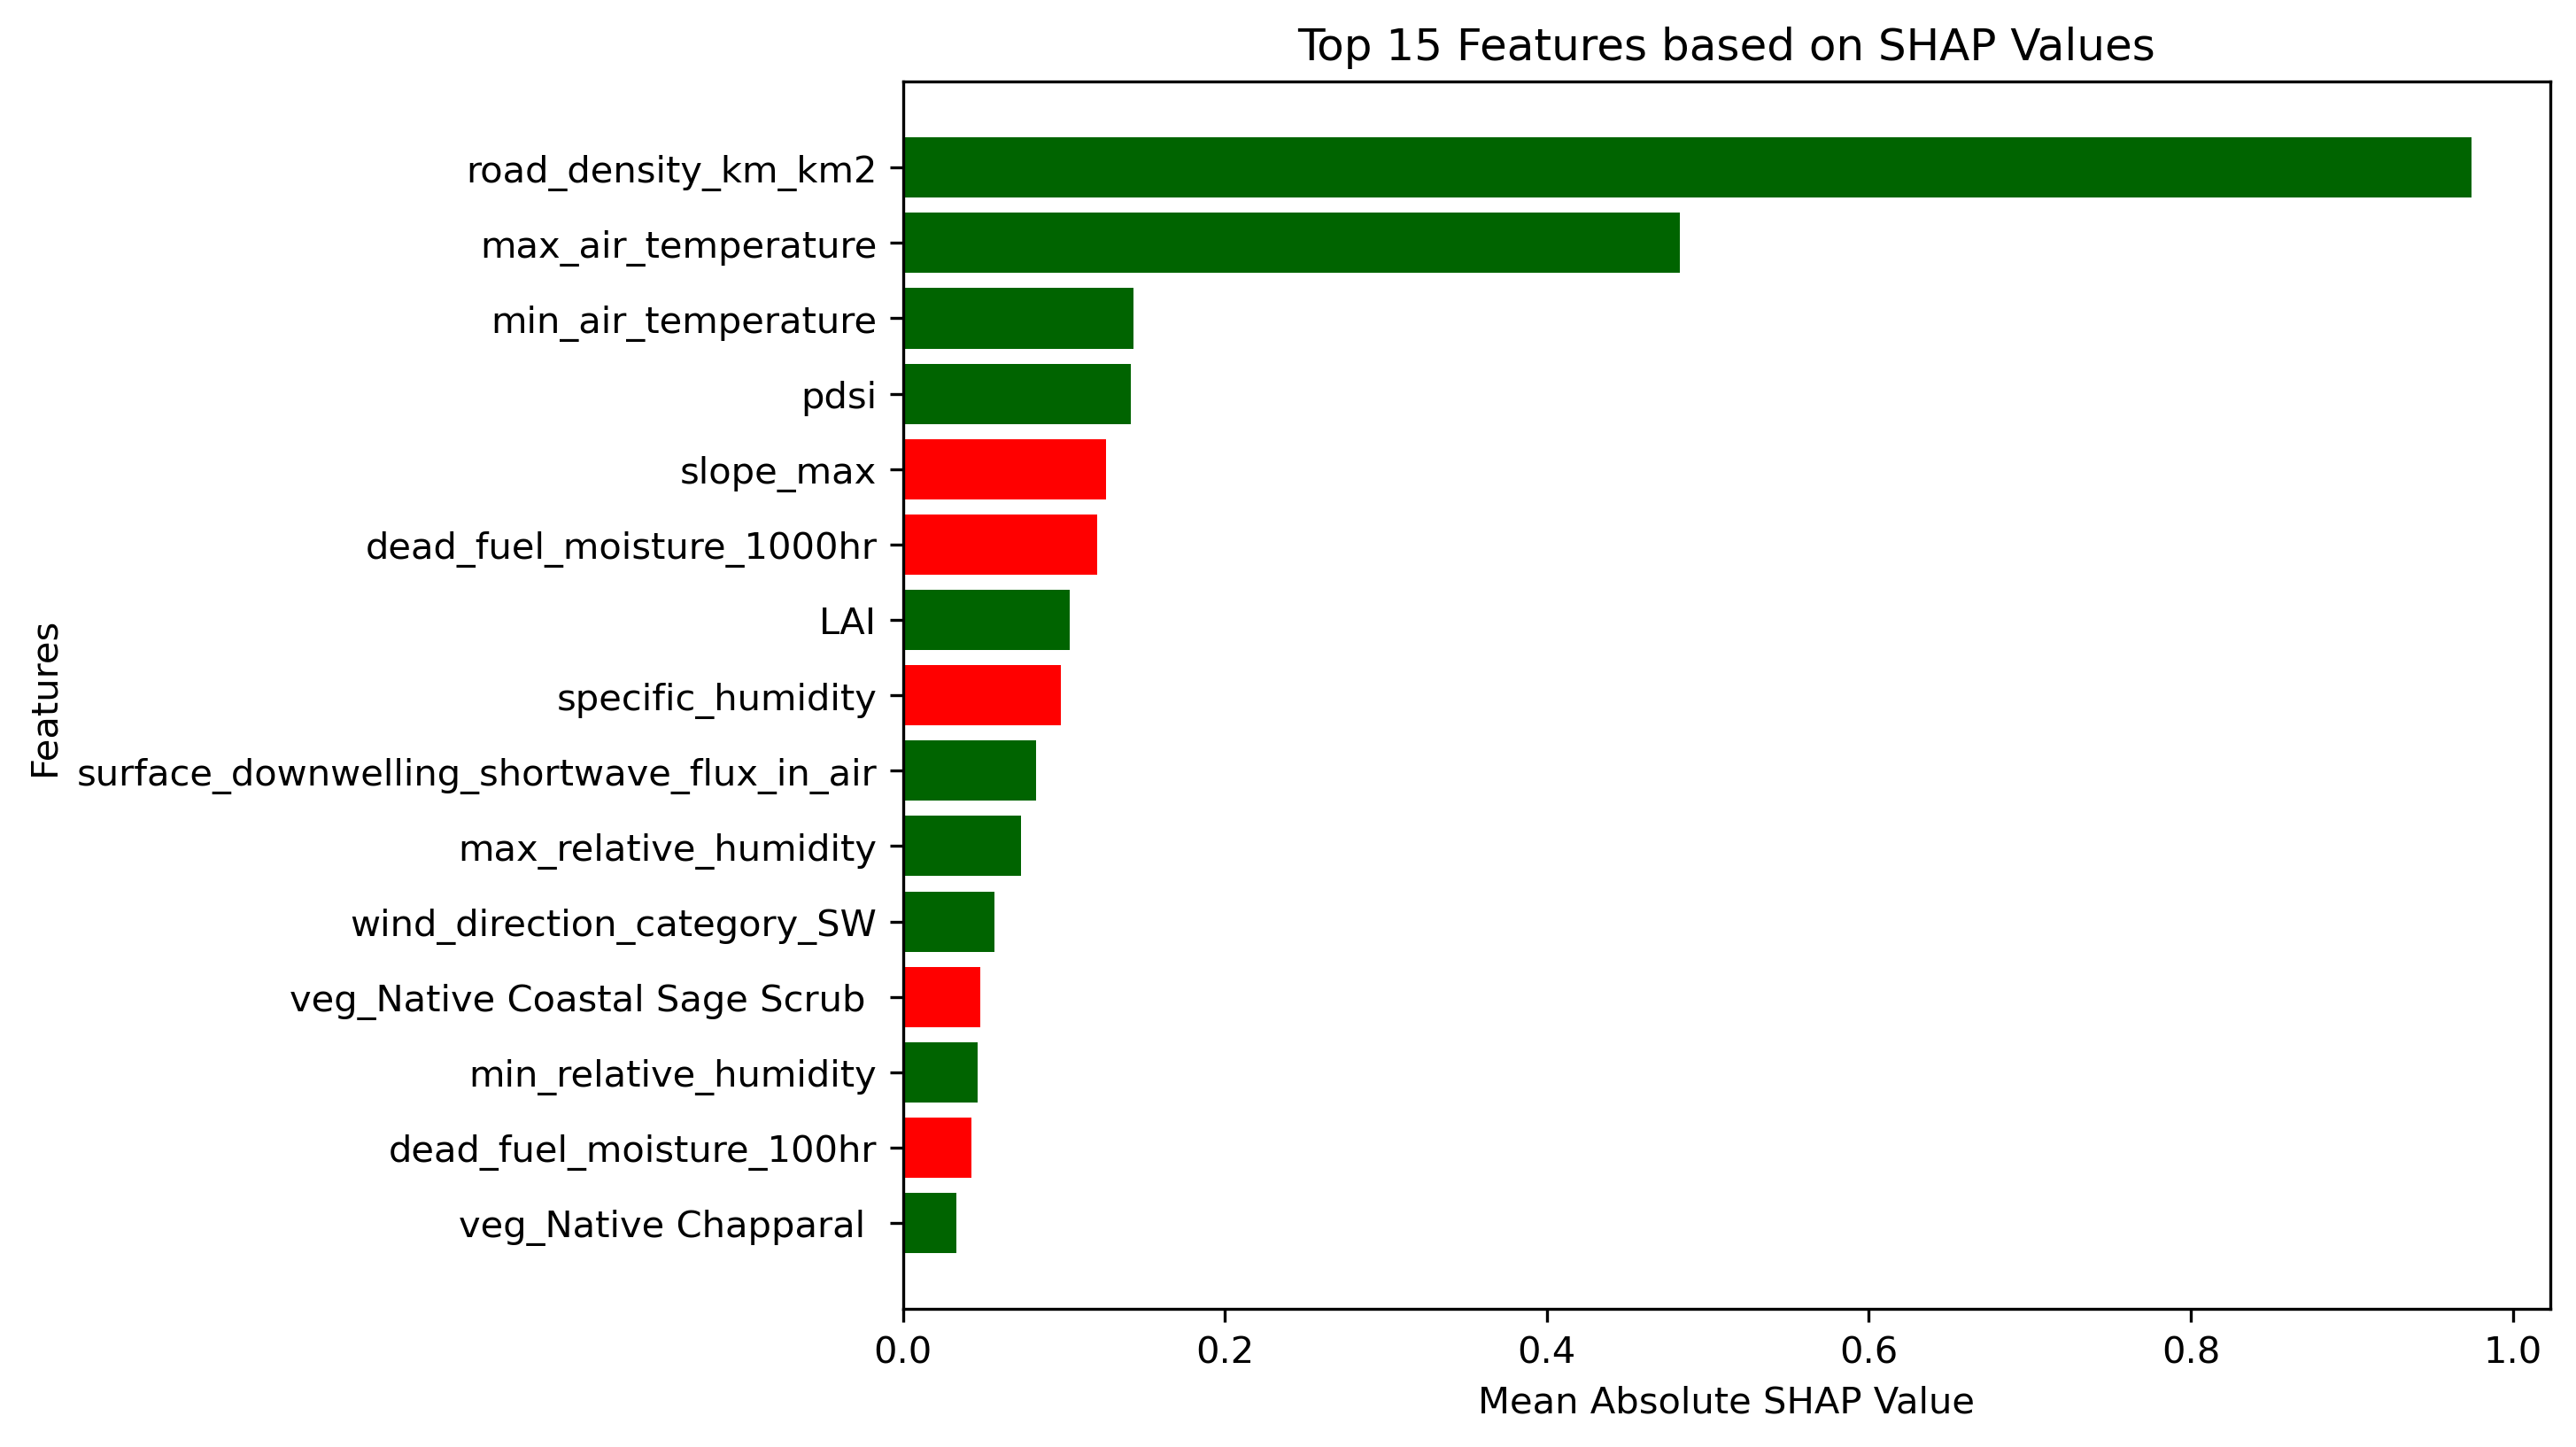 Top 15 Features based on SHAP Values
Features
road_density_km_km2
max_air_temperature
min_air_temperature
pdsi
slope_max
dead_fuel_moisture_1000hr
LAI
specific_humidity
surface_downwelling_shortwave_flux_in_air
max_relative_humidity
wind_direction_category_SW
veg_Native Coastal Sage Scrub
min_relative_humidity
dead_fuel_moisture_100hr
veg_Native Chapparal
0.0 0.2 0.4 0.6 0.8 1.0
Mean Absolute SHAP Value